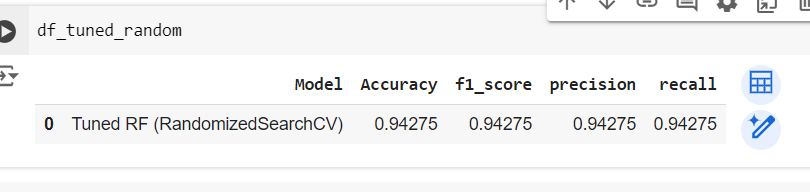 df_tuned_random
Model Accuracy f1_score precision recall
0 Tuned RF (RandomizedSearchCV) 0.94275 0.94275 0.94275 0.94275